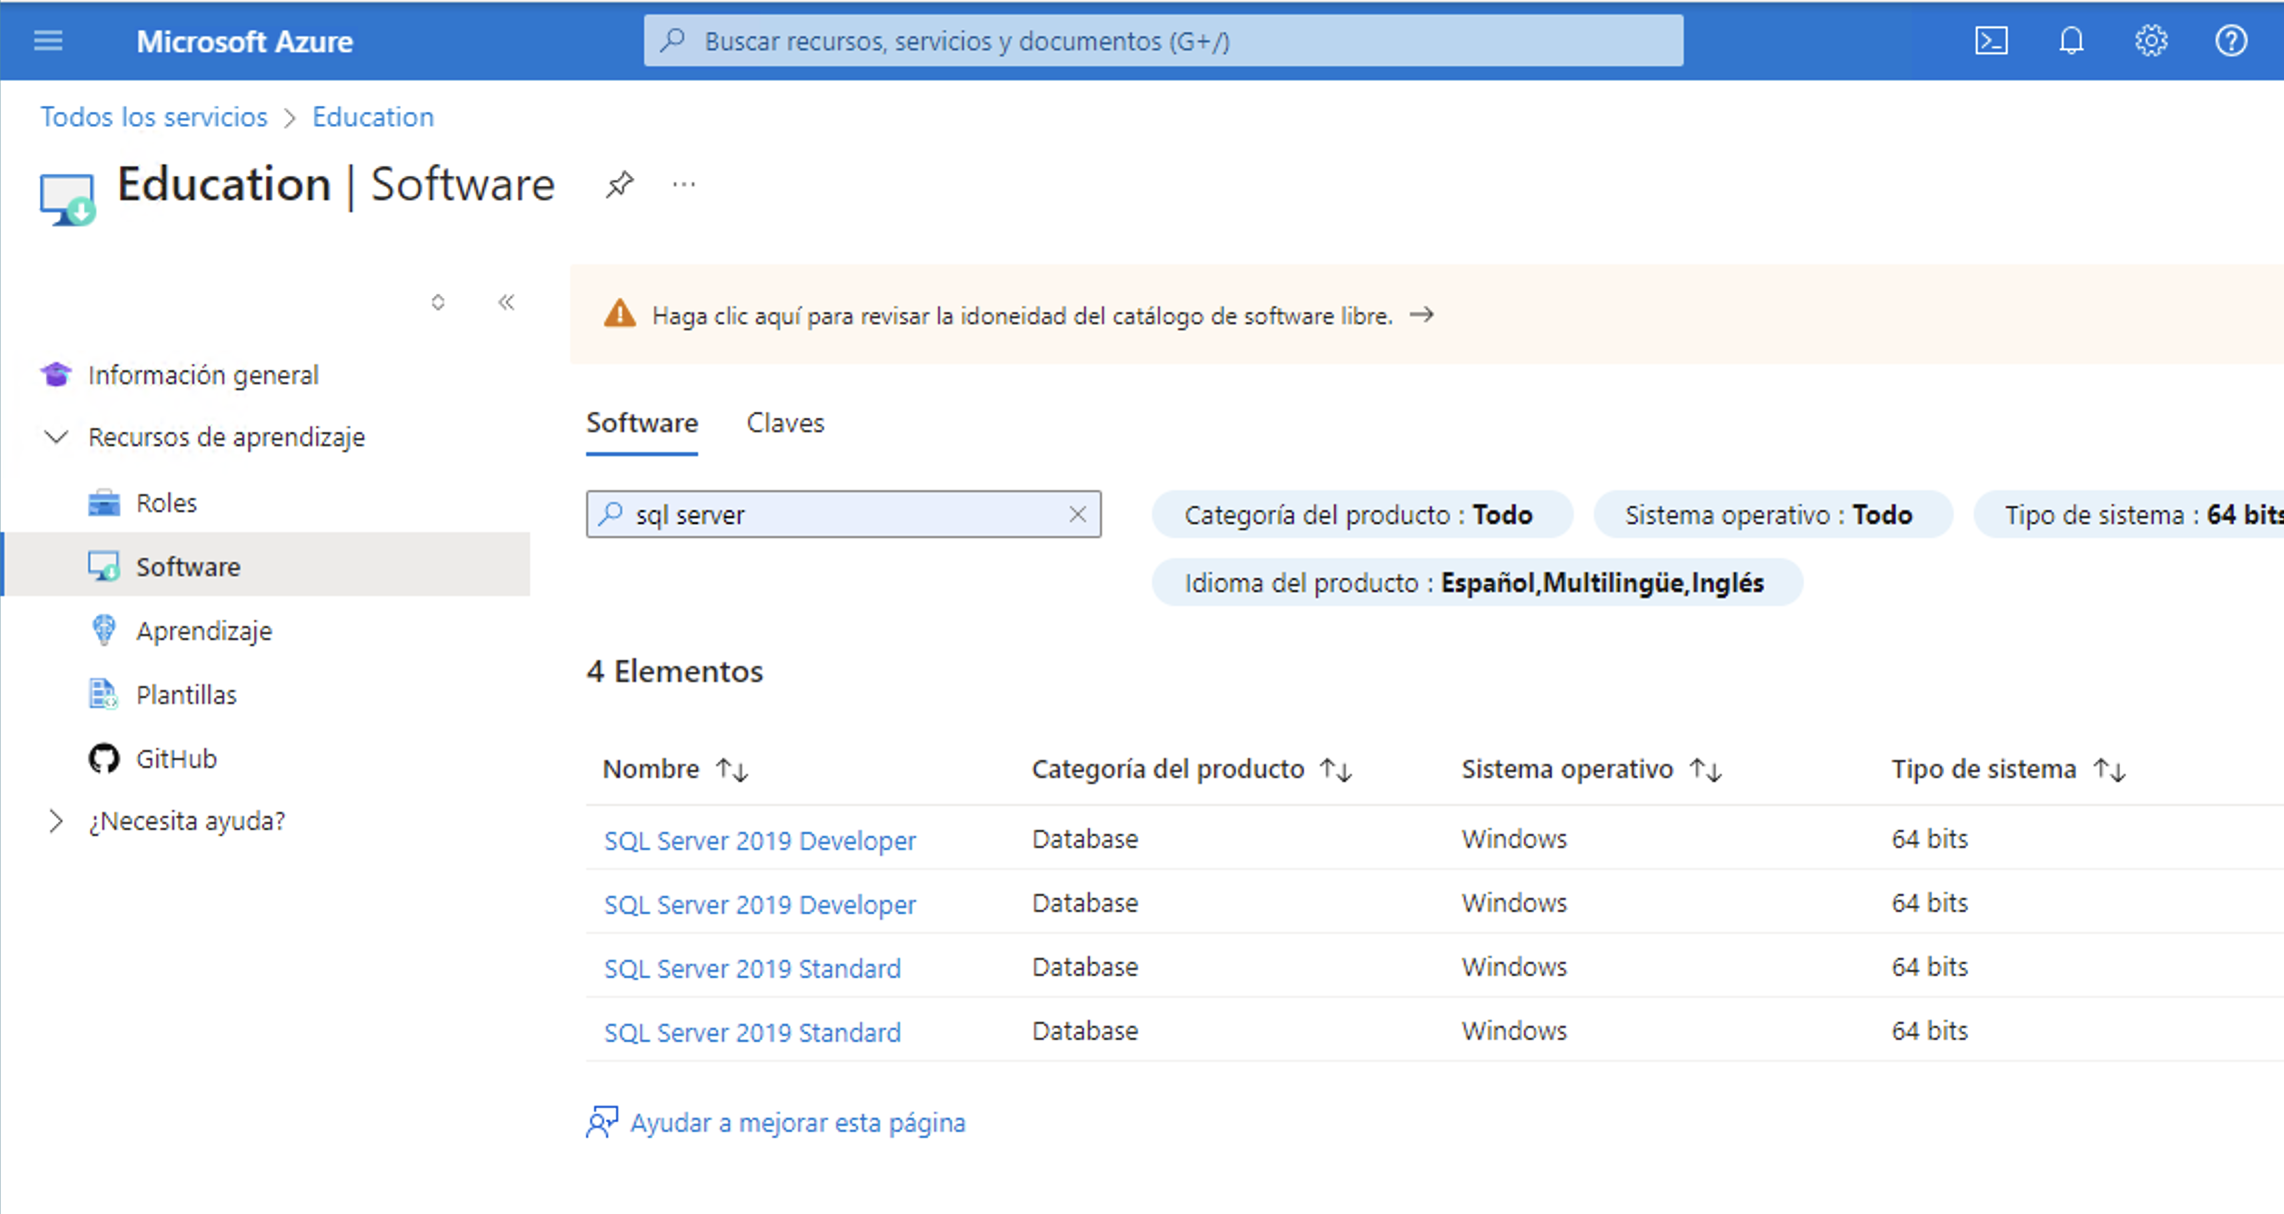 Microsoft Azure
Buscar recursos, servicios y documentos (G+/)
Todos los servicios > Education
Education | Software
Haga clic aquí para revisar la idoneidad del catálogo de software libre. →
Información general
Recursos de aprendizaje
Roles
Software
Aprendizaje
Plantillas
GitHub
¿Necesita ayuda?
Software Claves
sql server
Categoría del producto : Todo
Sistema operativo : Todo
Tipo de sistema : 64 bits
Idioma del producto : Español,Multilingüe,Inglés
4 Elementos
Nombre ↑↓ Categoría del producto ↑↓ Sistema operativo ↑↓ Tipo de sistema ↑↓
SQL Server 2019 Developer Database Windows 64 bits
SQL Server 2019 Developer Database Windows 64 bits
SQL Server 2019 Standard Database Windows 64 bits
SQL Server 2019 Standard Database Windows 64 bits
Ayudar a mejorar esta página